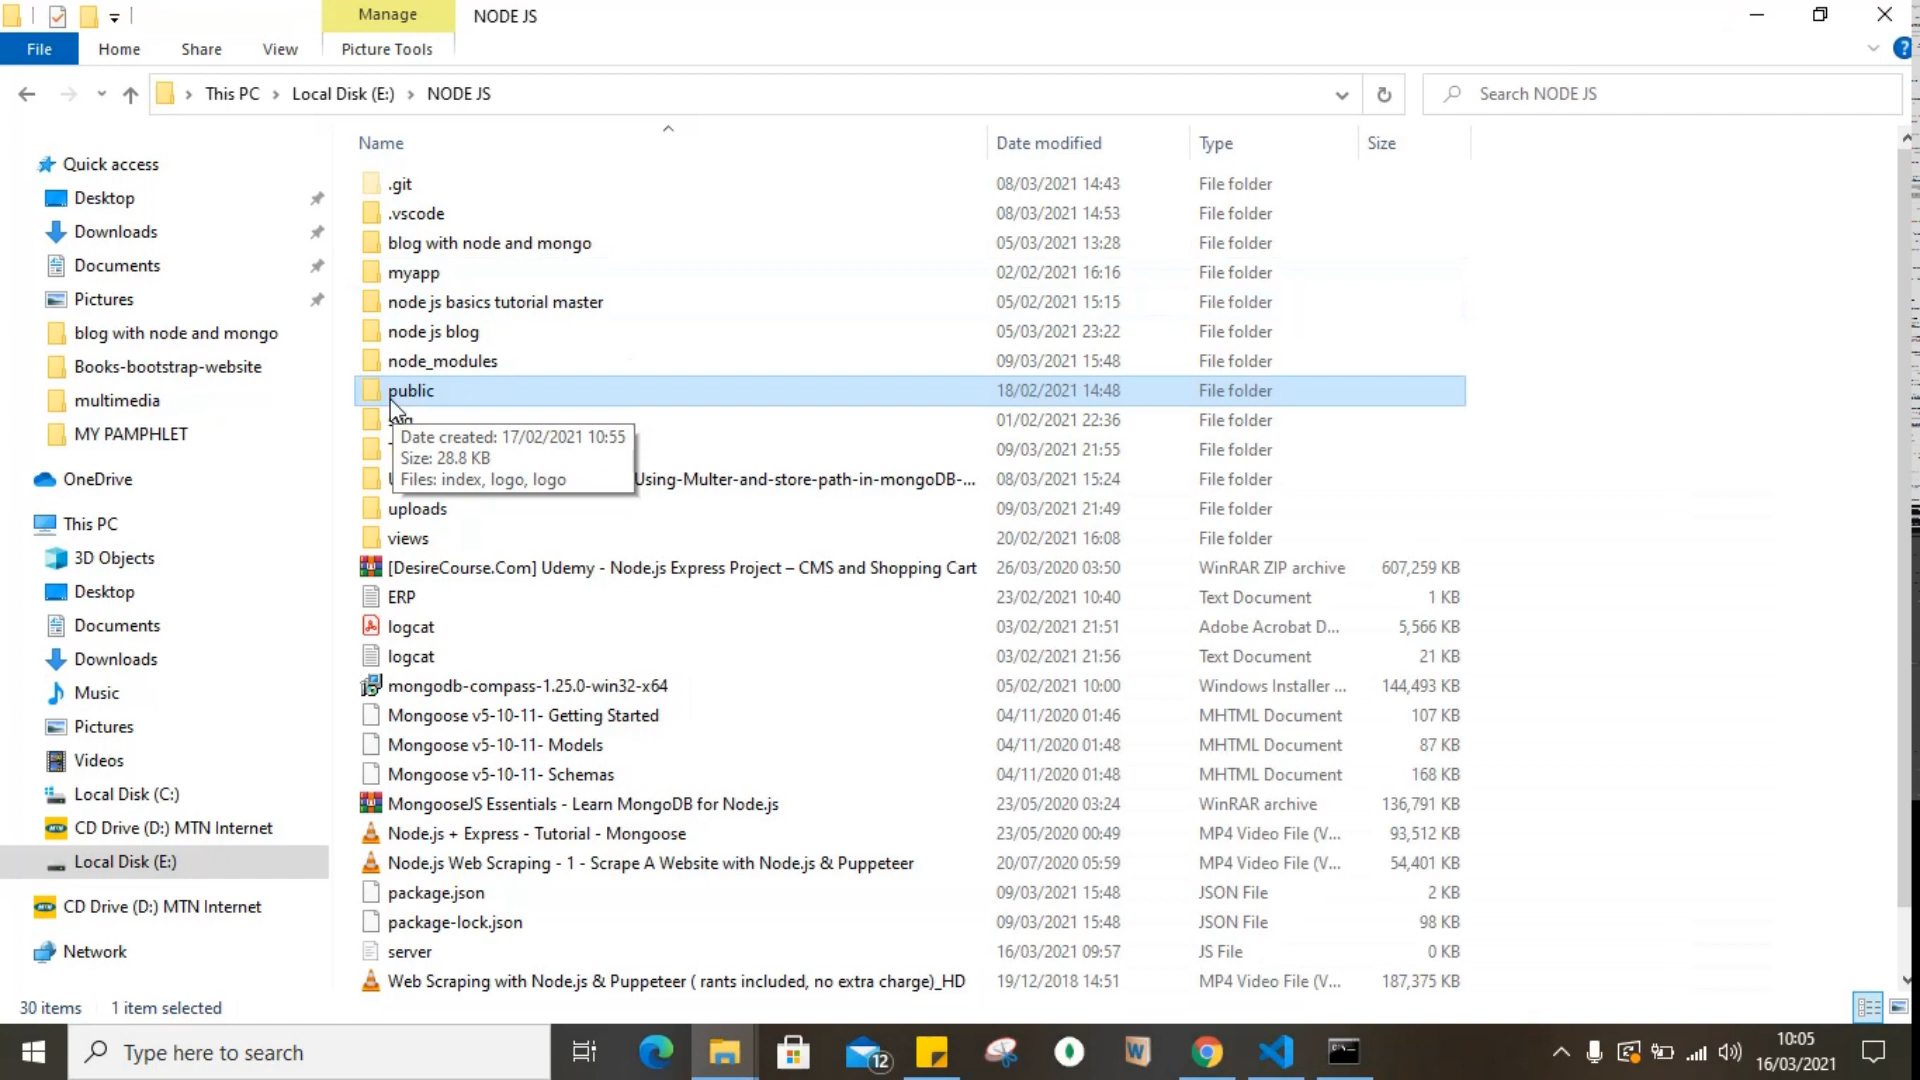 Manage
NODE JS
File
Home
Share
View
Picture Tools
This PC
Local Disk (E:)
NODE JS
Search NODE JS
Name
Date modified
Type
Size
Quick access
Desktop
Downloads
Documents
Pictures
blog with node and mongo
Books-bootstrap-website
multimedia
MY PAMPHLET
OneDrive
This PC
3D Objects
Desktop
Documents
Downloads
Music
Pictures
Videos
Local Disk (C:)
CD Drive (D:) MTN Internet
Local Disk (E:)
CD Drive (D:) MTN Internet
Network
.git 08/03/2021 14:43 File folder
.vscode 08/03/2021 14:53 File folder
blog with node and mongo 05/03/2021 13:28 File folder
myapp 02/02/2021 16:16 File folder
node js basics tutorial master 05/02/2021 15:15 File folder
node js blog 05/03/2021 23:22 File folder
node_modules 09/03/2021 15:48 File folder
public 18/02/2021 14:48 File folder
01/02/2021 22:36 File folder
09/03/2021 21:55 File folder
Using-Multer-and-store-path-in-mongoDB-... 08/03/2021 15:24 File folder
Date created: 17/02/2021 10:55
Size: 28.8 KB
Files: index, logo, logo
uploads 09/03/2021 21:49 File folder
views 20/02/2021 16:08 File folder
[DesireCourse.Com] Udemy - Node.js Express Project – CMS and Shopping Cart 26/03/2020 03:50 WinRAR ZIP archive 607,259 KB
ERP 23/02/2021 10:40 Text Document 1 KB
logcat 03/02/2021 21:51 Adobe Acrobat D... 5,566 KB
logcat 03/02/2021 21:56 Text Document 21 KB
mongodb-compass-1.25.0-win32-x64 05/02/2021 10:00 Windows Installer ... 144,493 KB
Mongoose v5-10-11- Getting Started 04/11/2020 01:46 MHTML Document 107 KB
Mongoose v5-10-11- Models 04/11/2020 01:48 MHTML Document 87 KB
Mongoose v5-10-11- Schemas 04/11/2020 01:48 MHTML Document 168 KB
MongooseJS Essentials - Learn MongoDB for Node.js 23/05/2020 03:24 WinRAR archive 136,791 KB
Node.js + Express - Tutorial - Mongoose 23/05/2020 00:49 MP4 Video File (V... 93,512 KB
Node.js Web Scraping - 1 - Scrape A Website with Node.js & Puppeteer 20/07/2020 05:59 MP4 Video File (V... 54,401 KB
package.json 09/03/2021 15:48 JSON File 2 KB
package-lock.json 09/03/2021 15:48 JSON File 98 KB
server 16/03/2021 09:57 JS File 0 KB
Web Scraping with Node.js & Puppeteer ( rants included, no extra charge)_HD 19/12/2018 14:51 MP4 Video File (V... 187,375 KB
30 items 1 item selected
Type here to search
12
10:05
16/03/2021